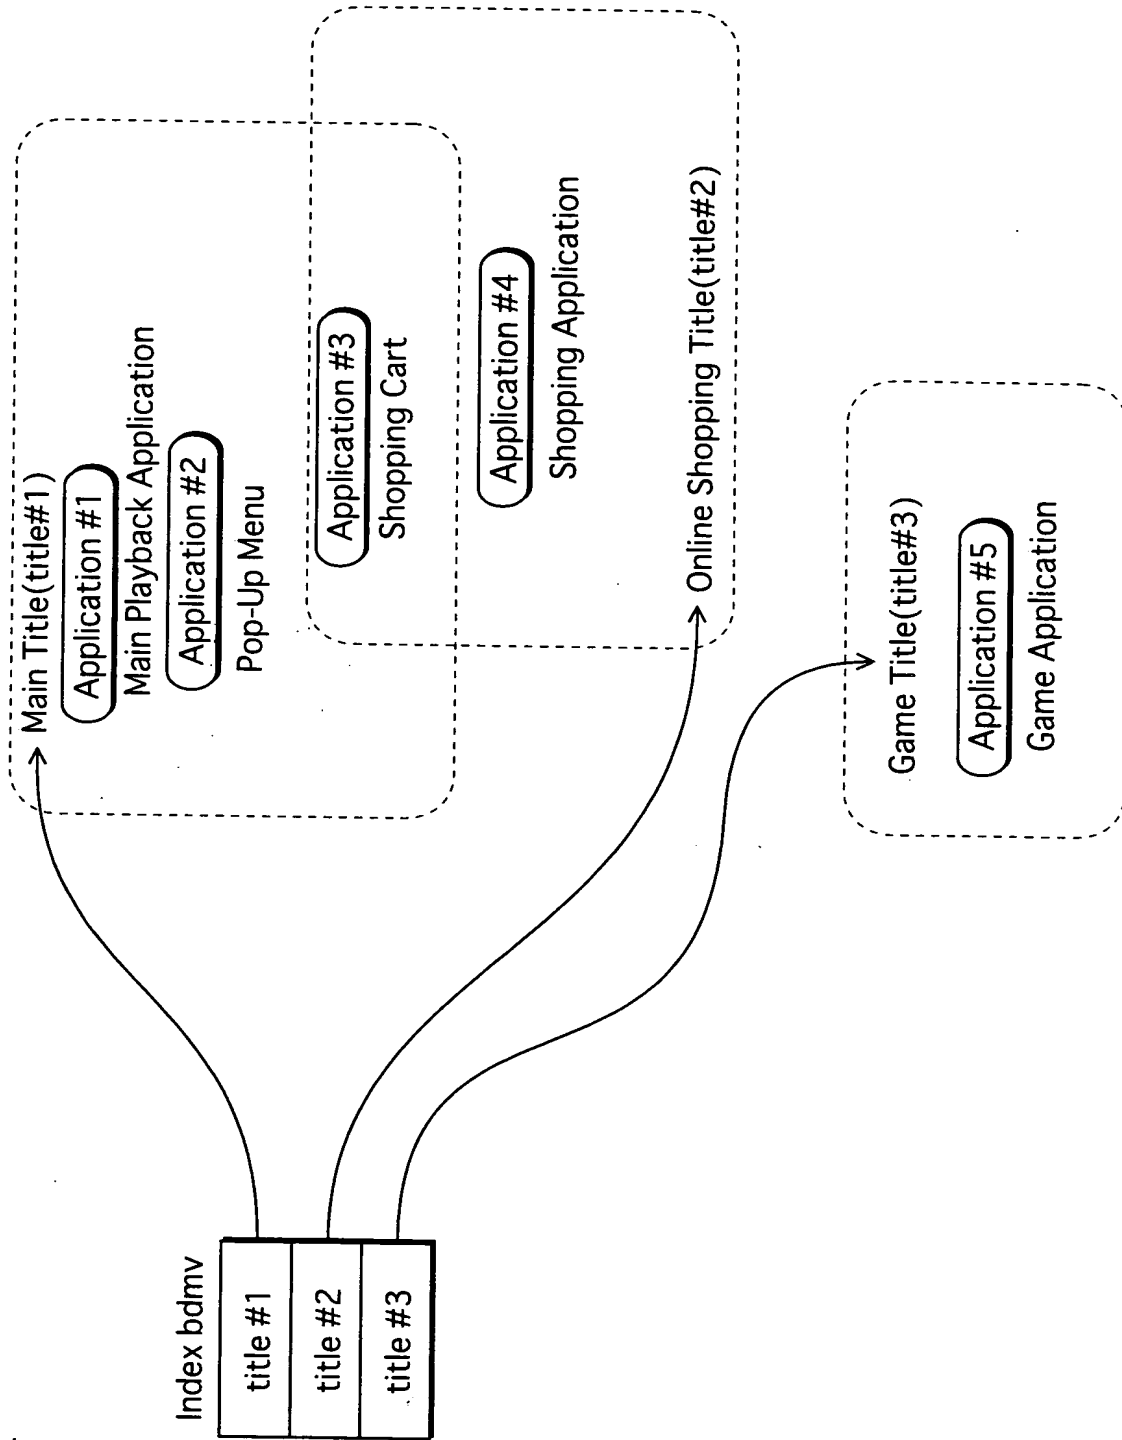 Index bdmv
title #1
title #2
title #3
Main Title(title#1)
Application #1
Main Playback Application
Application #2
Pop-Up Menu
Application #3
Shopping Cart
Application #4
Shopping Application
Online Shopping Title(title#2)
Game Title(title#3)
Application #5
Game Application